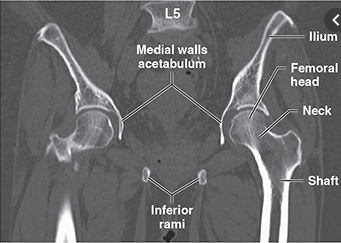 L5
Ilium
Medial walls
acetabulum
Femoral
head
Neck
Shaft
Inferior
rami